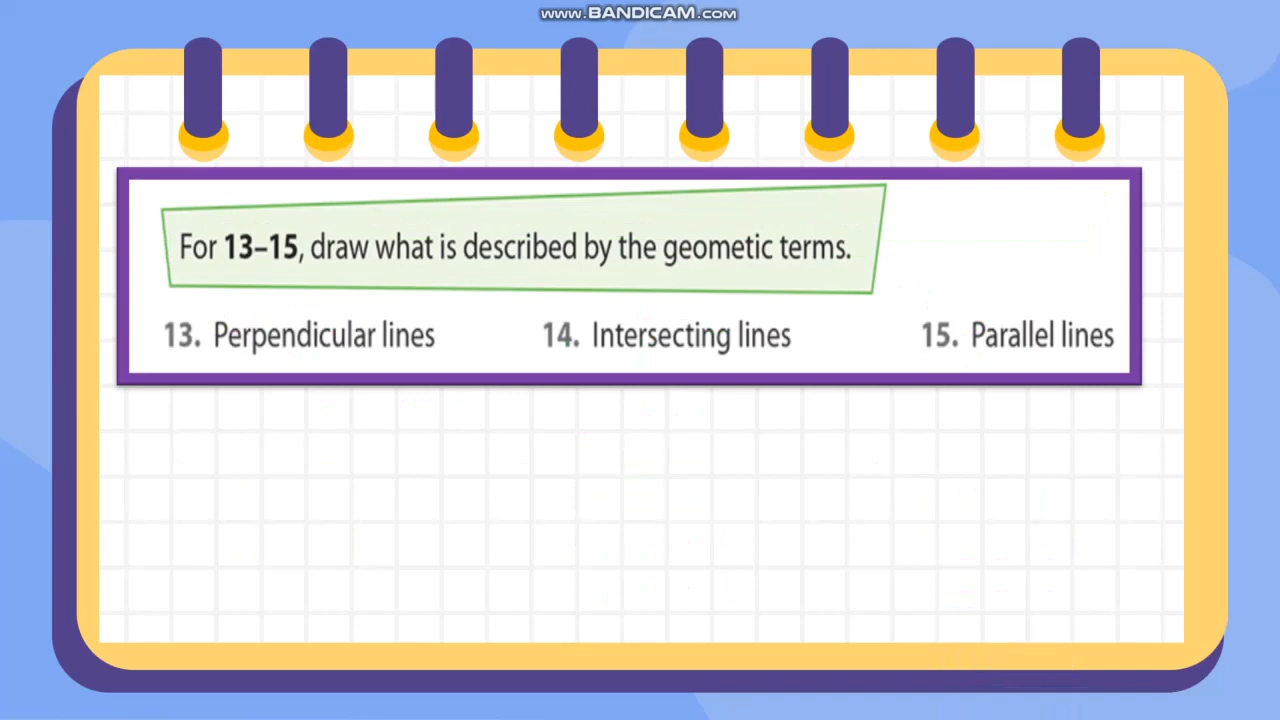 www.BANDICAM.com
For 13–15, draw what is described by the geometic terms.
13. Perpendicular lines 14. Intersecting lines 15. Parallel lines